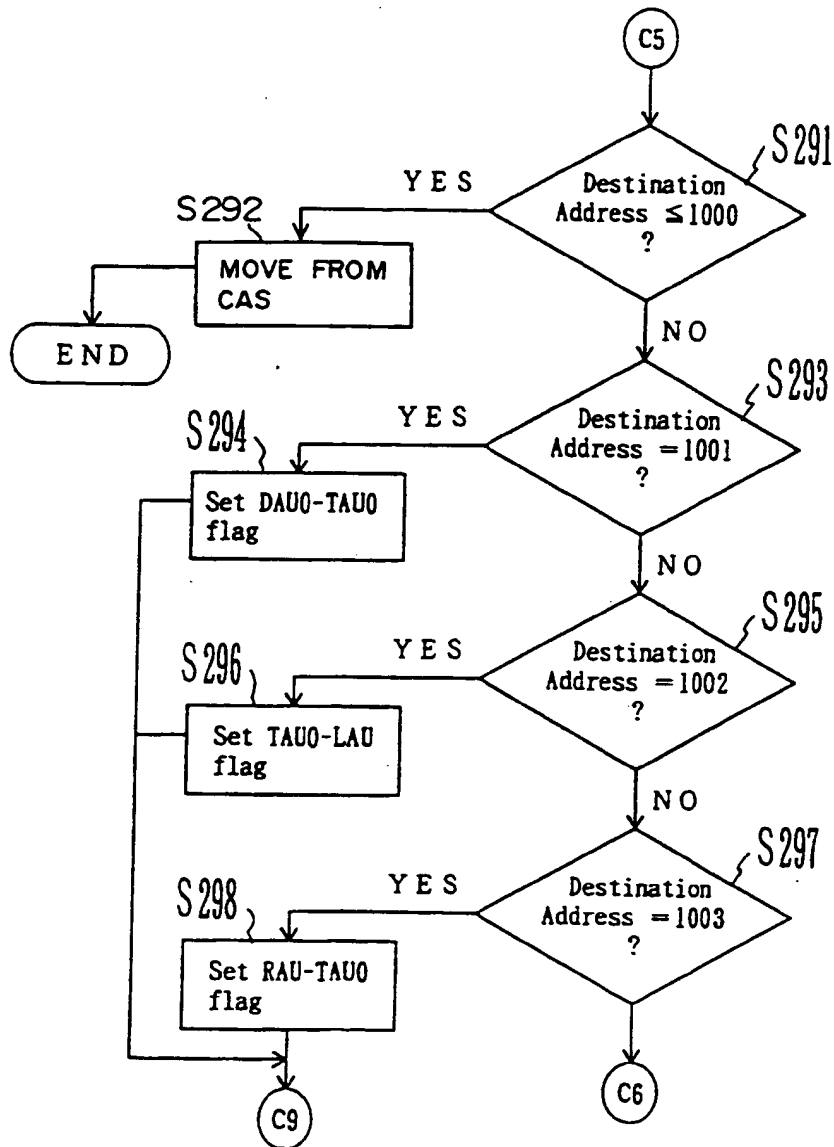 C5
S291
Destination
Address ≦1000
?
YES
S292
MOVE FROM
CAS
END
NO
S293
Destination
Address =1001
?
YES
S294
Set DAU0-TAU0
flag
NO
S295
Destination
Address =1002
?
YES
S296
Set TAU0-LAU
flag
NO
S297
Destination
Address =1003
?
YES
S298
Set RAU-TAU0
flag
C9
C6